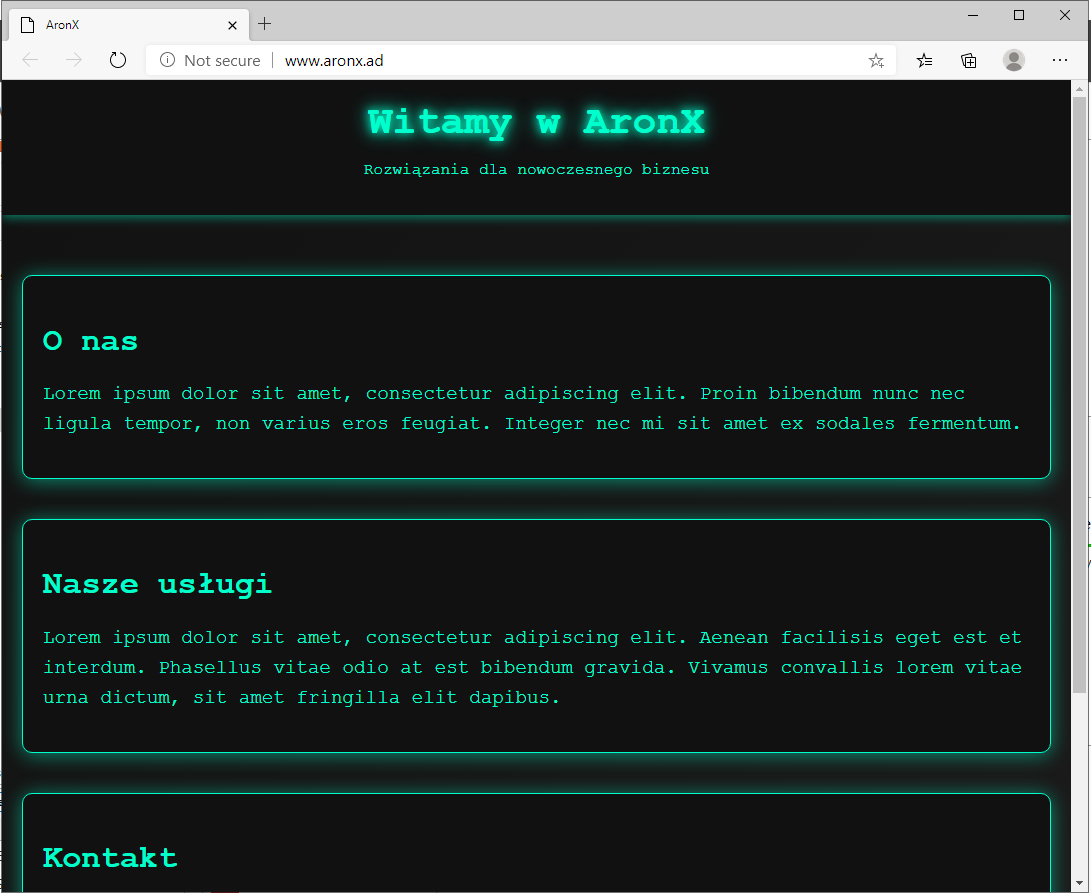 AronX
Not secure
www.aronx.ad
Witamy w AronX
Rozwiązania dla nowoczesnego biznesu
O nas
Lorem ipsum dolor sit amet, consectetur adipiscing elit. Proin bibendum nunc nec
ligula tempor, non varius eros feugiat. Integer nec mi sit amet ex sodales fermentum.
Nasze usługi
Lorem ipsum dolor sit amet, consectetur adipiscing elit. Aenean facilisis eget est et
interdum. Phasellus vitae odio at est bibendum gravida. Vivamus convallis lorem vitae
urna dictum, sit amet fringilla elit dapibus.
Kontakt